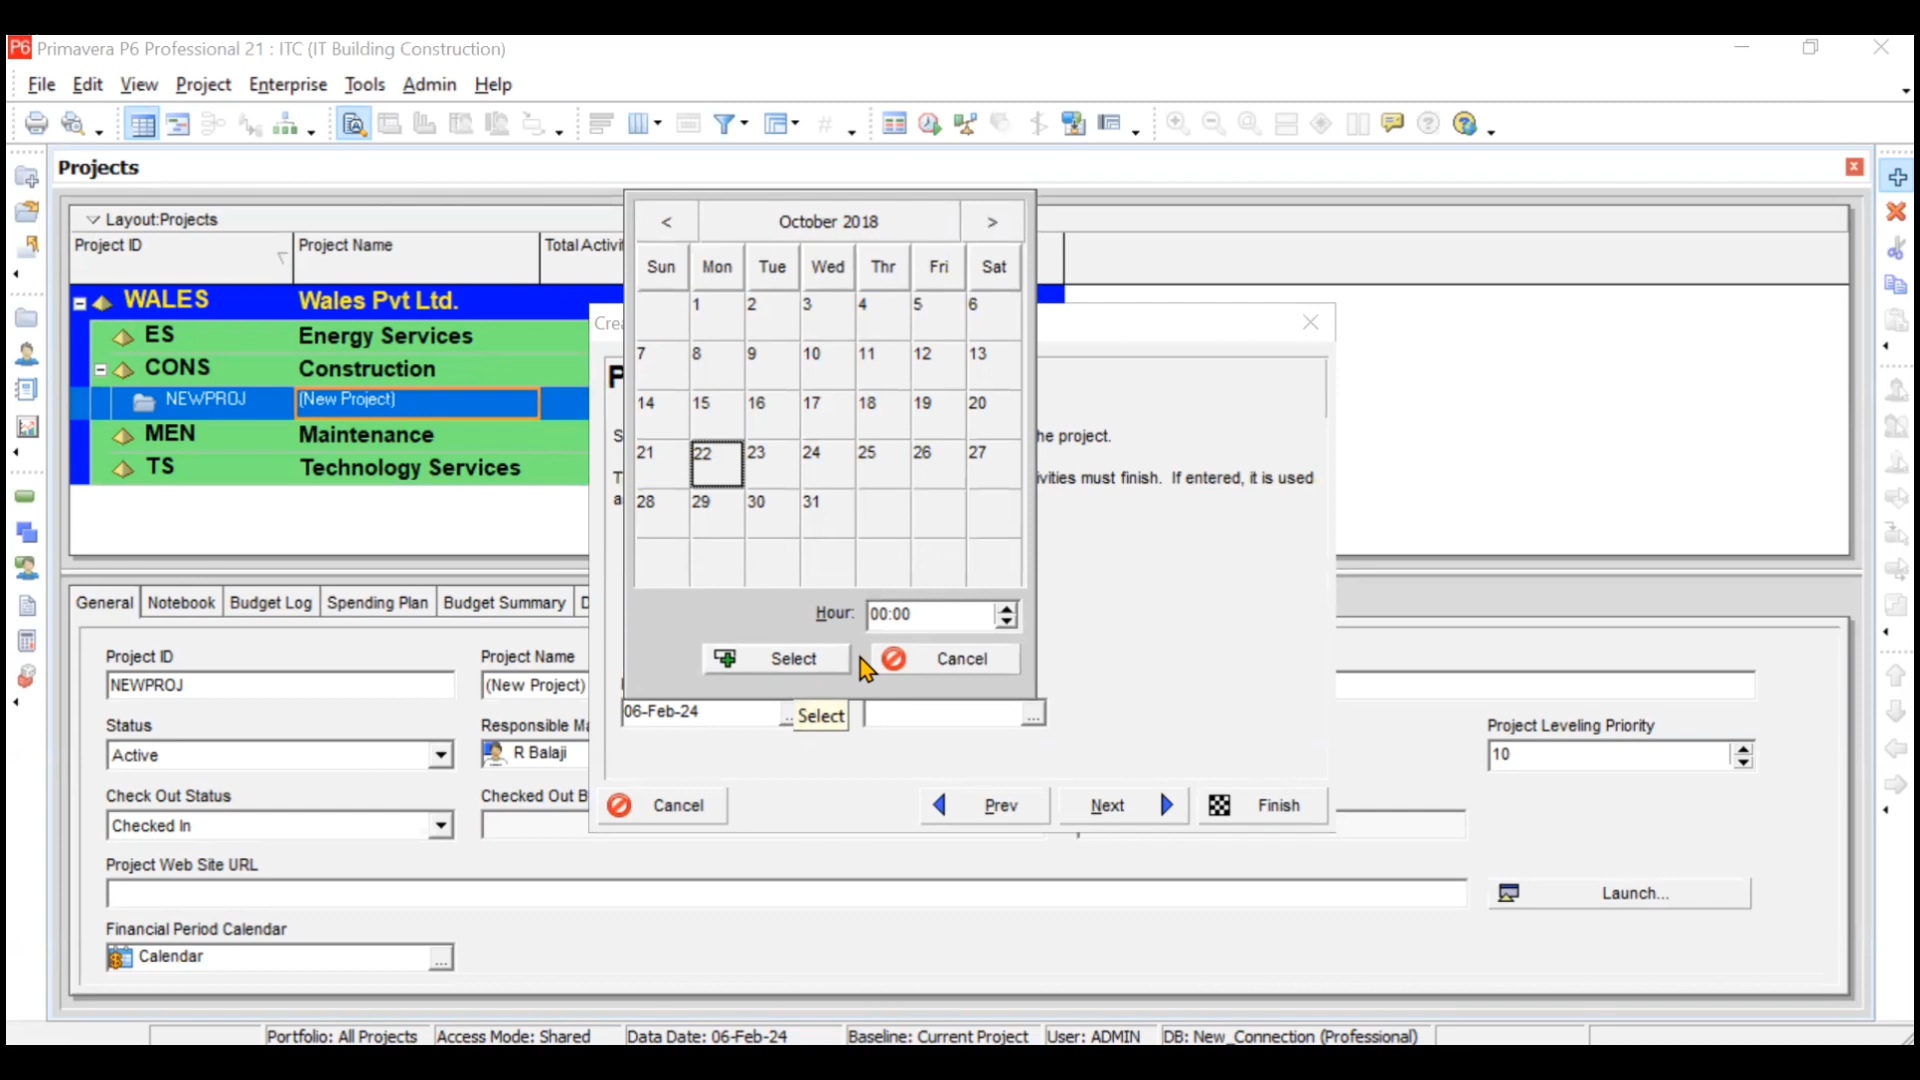 P6 Primavera P6 Professional 21 : ITC (IT Building Construction)
File Edit View Project Enterprise Tools Admin Help
Projects
Layout:Projects
Project ID Project Name Total Activit
WALES Wales Pvt Ltd.
ES Energy Services
CONS Construction
NEWPROJ (New Project)
MEN Maintenance
TS Technology Services
< October 2018 >
Sun Mon Tue Wed Thr Fri Sat
1 2 3 4 5 6
7 8 9 10 11 12 13
14 15 16 17 18 19 20
21 22 23 24 25 26 27
28 29 30 31
Hour: 00:00
Select Cancel
Crea
P
S he project.
T ivities must finish. If entered, it is used
a
06-Feb-24 ... Select ...
Cancel Prev Next Finish
General Notebook Budget Log Spending Plan Budget Summary D
Project ID Project Name
NEWPROJ (New Project)
Status Responsible Ma Project Leveling Priority
Active R Balaji 10
Check Out Status Checked Out B
Checked In
Project Web Site URL
Launch...
Financial Period Calendar
Calendar ...
Portfolio: All Projects Access Mode: Shared Data Date: 06-Feb-24 Baseline: Current Project User: ADMIN DB: New_Connection (Professional)